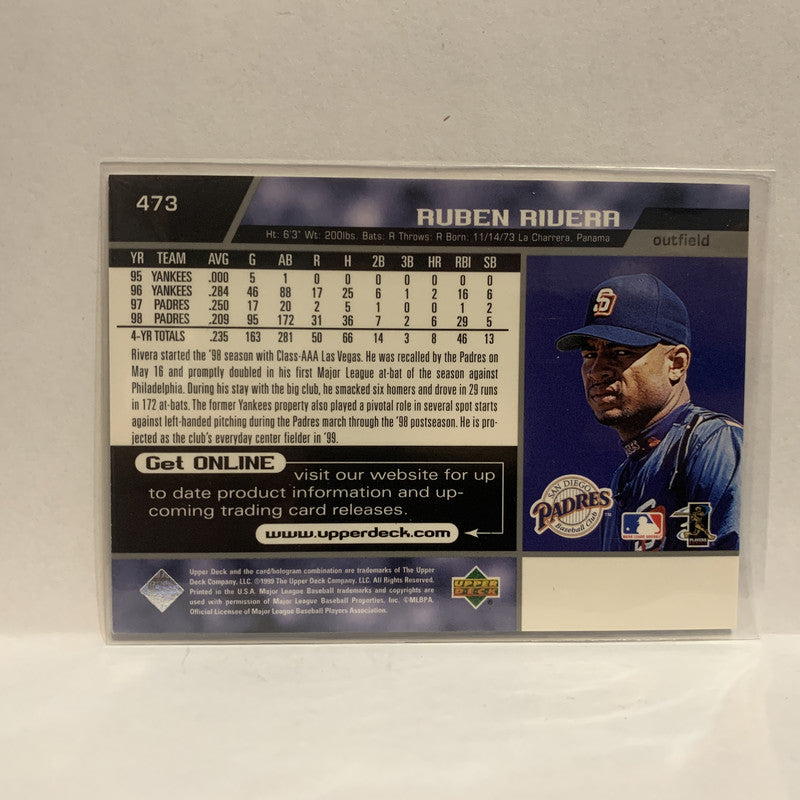 473
RUBEN RIVERA
Ht: 6'3" Wt: 200lbs. Bats: R Throws: R Born: 11/14/73 La Charrera, Panama
outfield
YR TEAM AVG G AB R H 2B 3B HR RBI SB
95 YANKEES .000 5 1 0 0 0 0 0 0 0
96 YANKEES .284 46 88 17 25 6 1 2 16 6
97 PADRES .250 17 20 2 5 1 0 0 1 2
98 PADRES .209 95 172 31 36 7 2 6 29 5
4-YR TOTALS .235 163 281 50 66 14 3 8 46 13
Rivera started the '98 season with Class-AAA Las Vegas. He was recalled by the Padres on
May 16 and promptly doubled in his first Major League at-bat of the season against
Philadelphia. During his stay with the big club, he smacked six homers and drove in 29 runs
in 172 at-bats. The former Yankees property also played a pivotal role in several spot starts
against left-handed pitching during the Padres march through the '98 postseason. He is pro-
jected as the club's everyday center fielder in '99.
Get ONLINE
visit our website for up
to date product information and up-
coming trading card releases.
www.upperdeck.com
SD
SAN DIEGO
PADRES
Baseball Club
TM
MAJOR LEAGUE BASEBALL
PLAYERS
Upper Deck and the card/hologram combination are trademarks of The Upper
Deck Company, LLC. ©1999 The Upper Deck Company, LLC. All Rights Reserved.
Printed in the U.S.A. Major League Baseball trademarks and copyrights are
used with permission of Major League Baseball Properties, Inc. ©MLBPA.
Official Licensee of Major League Baseball Players Association.
UPPER
DECK